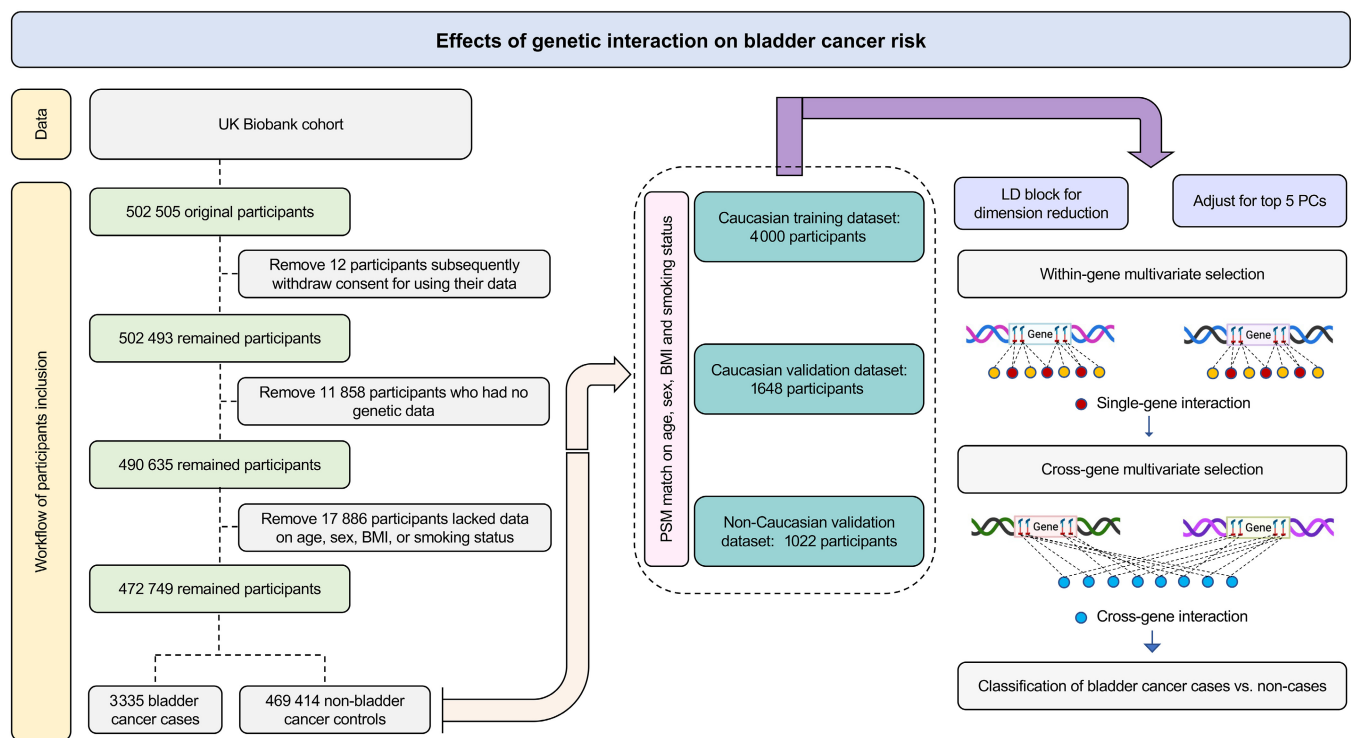 Effects of genetic interaction on bladder cancer risk
Data
UK Biobank cohort
Workflow of participants inclusion
502 505 original participants
Remove 12 participants subsequently
withdraw consent for using their data
502 493 remained participants
Remove 11 858 participants who had no
genetic data
490 635 remained participants
Remove 17 886 participants lacked data
on age, sex, BMI, or smoking status
472 749 remained participants
3335 bladder
cancer cases
469 414 non-bladder
cancer controls
PSM match on age, sex, BMI and smoking status
Caucasian training dataset:
4000 participants
Caucasian validation dataset:
1648 participants
Non-Caucasian validation
dataset: 1022 participants
LD block for
dimension reduction
Adjust for top 5 PCs
Within-gene multivariate selection
Gene
Gene
Single-gene interaction
Cross-gene multivariate selection
Gene
Gene
Cross-gene interaction
Classification of bladder cancer cases vs. non-cases